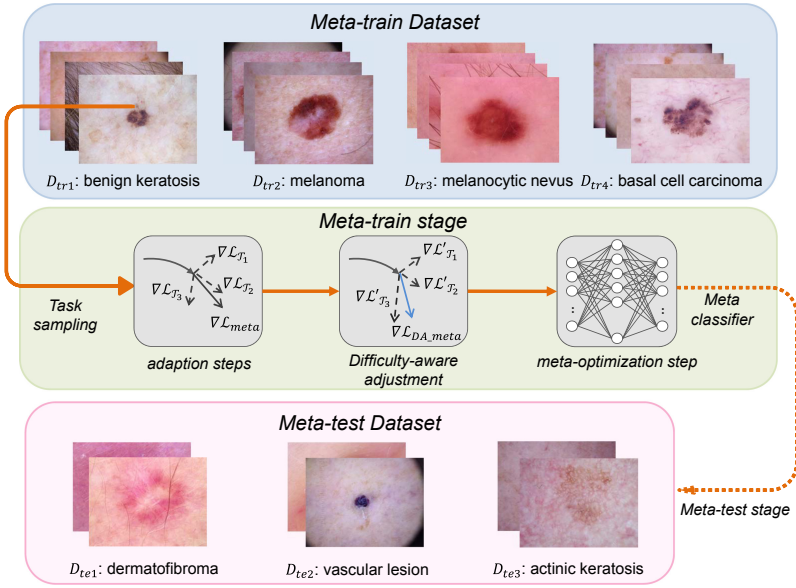 Meta-train Dataset
D_tr1: benign keratosis
D_tr2: melanoma
D_tr3: melanocytic nevus
D_tr4: basal cell carcinoma
Meta-train stage
Task sampling
∇ℒ_𝒯1
∇ℒ_𝒯2
∇ℒ_𝒯3
∇ℒ_meta
adaption steps
∇ℒ'_𝒯1
∇ℒ'_𝒯2
∇ℒ'_𝒯3
∇ℒ_DA_meta
Difficulty-aware
adjustment
meta-optimization step
Meta
classifier
Meta-test Dataset
D_te1: dermatofibroma
D_te2: vascular lesion
D_te3: actinic keratosis
Meta-test stage